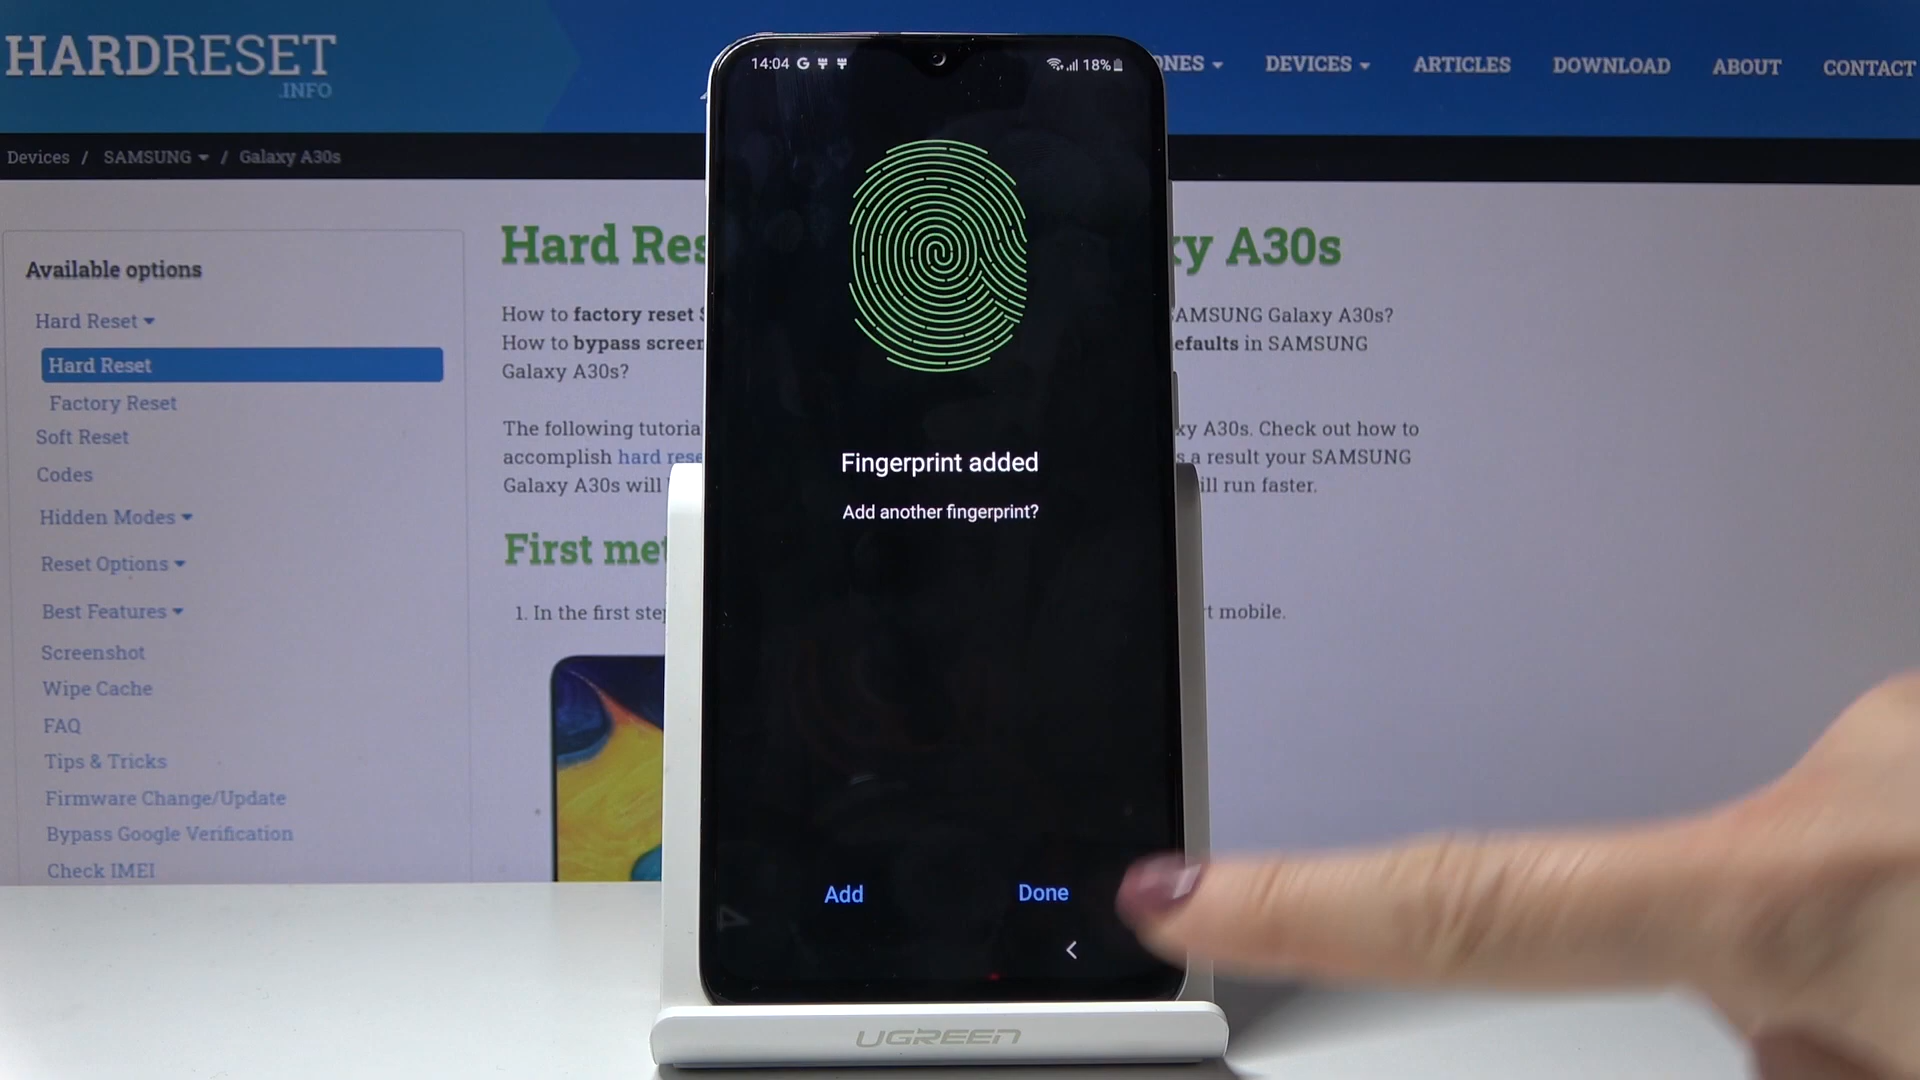 HARDRESET
.INFO
ONES
DEVICES
ARTICLES
DOWNLOAD
ABOUT
CONTACT
Devices / SAMSUNG / Galaxy A30s
Available options
Hard Reset
Hard Reset
Factory Reset
Soft Reset
Codes
Hidden Modes
Reset Options
Best Features
Screenshot
Wipe Cache
FAQ
Tips & Tricks
Firmware Change/Update
Bypass Google Verification
Check IMEI
Hard Res
xy A30s
How to factory reset S
AMSUNG Galaxy A30s?
How to bypass screen
efaults in SAMSUNG
Galaxy A30s?
The following tutoria
xy A30s. Check out how to
accomplish hard rese
s a result your SAMSUNG
Galaxy A30s will
ill run faster.
First met
1. In the first step
t mobile.
14:04 G
18%
Fingerprint added
Add another fingerprint?
Add
Done
UGREEN